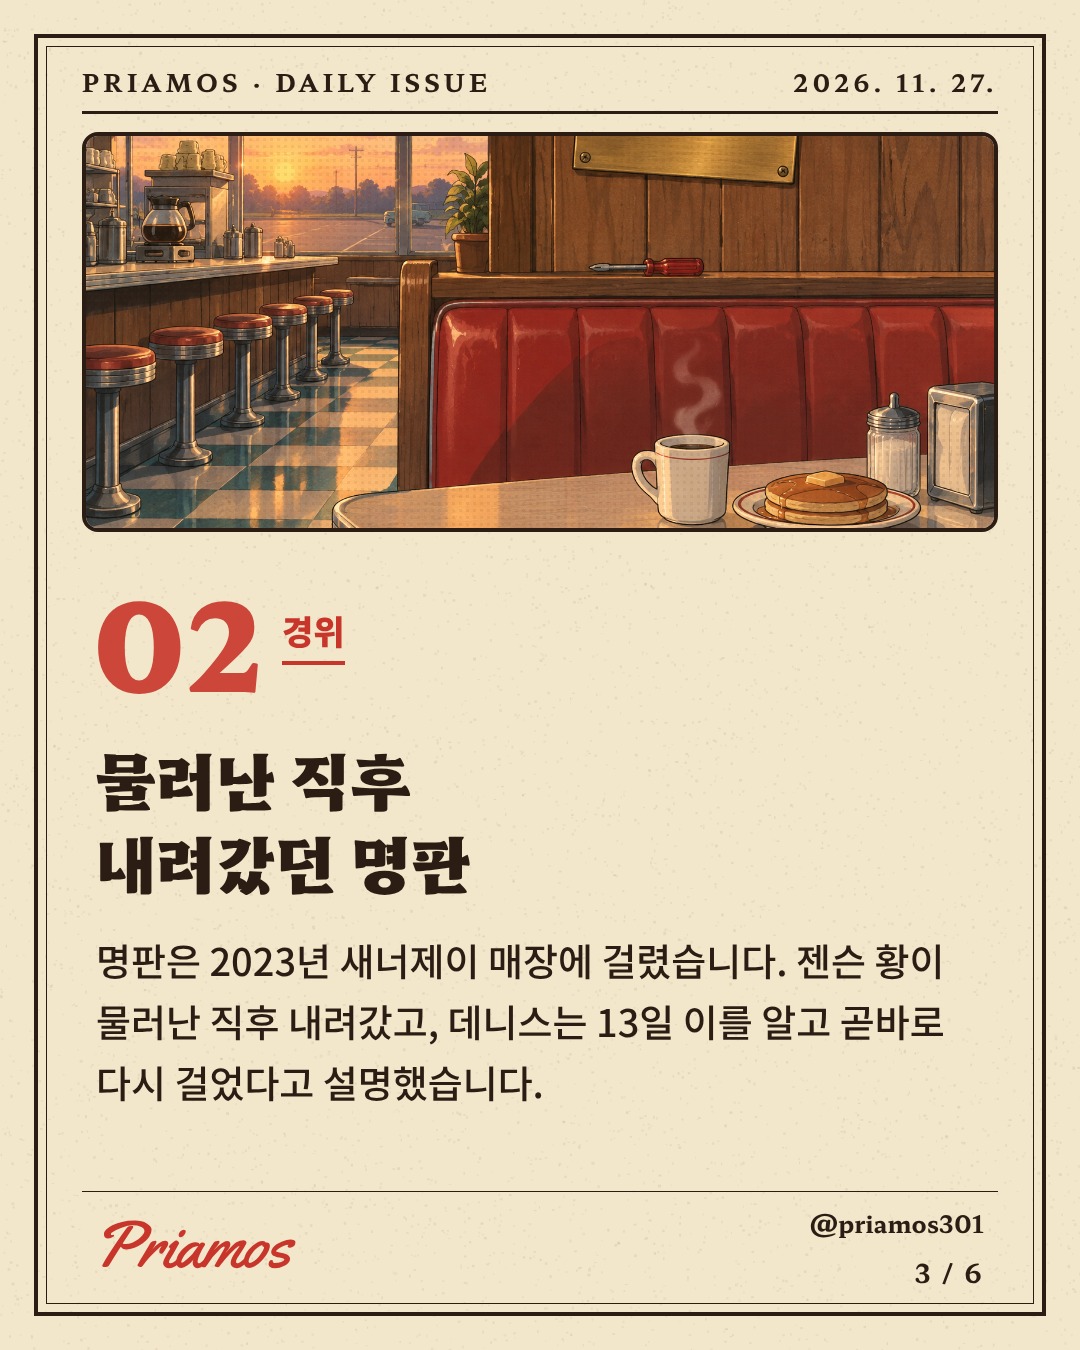 PRIAMOS · DAILY ISSUE
2026. 11. 27.
02
경위
물러난 직후
내려갔던 명판
명판은 2023년 새너제이 매장에 걸렸습니다. 젠슨 황이
물러난 직후 내려갔고, 데니스는 13일 이를 알고 곧바로
다시 걸었다고 설명했습니다.
Priamos
@priamos301
3 / 6